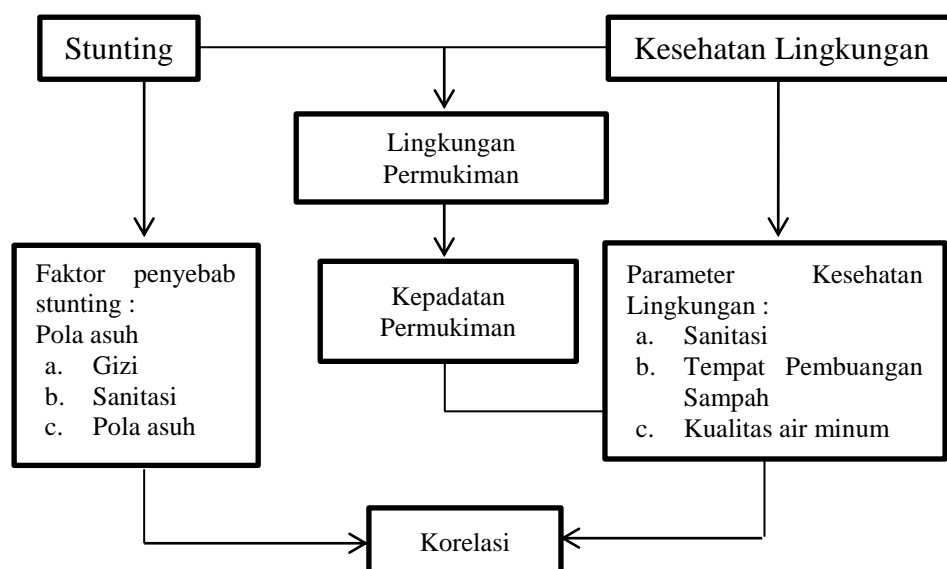 Stunting
Kesehatan Lingkungan
Lingkungan
Permukiman
Faktor penyebab
stunting :
Pola asuh
a. Gizi
b. Sanitasi
c. Pola asuh
Kepadatan
Permukiman
Parameter Kesehatan
Lingkungan :
a. Sanitasi
b. Tempat Pembuangan
Sampah
c. Kualitas air minum
Korelasi